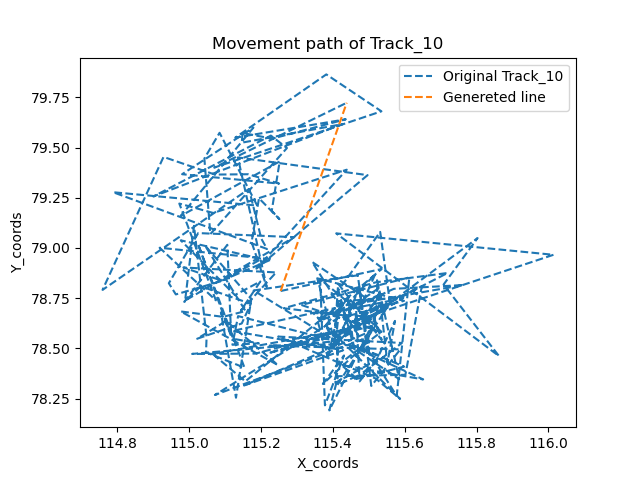 Movement path of Track_10
Original Track_10
Genereted line
79.75
79.50
79.25
79.00
78.75
78.50
78.25
Y_coords
114.8 115.0 115.2 115.4 115.6 115.8 116.0
X_coords